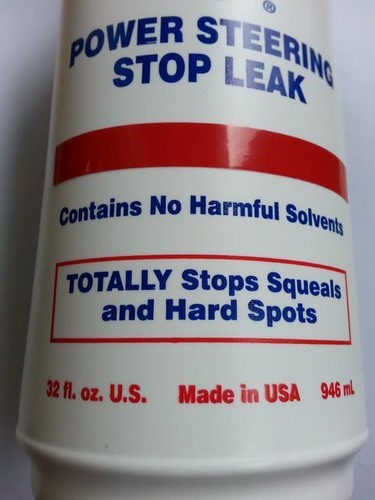 ®
POWER STEERING
STOP LEAK
Contains No Harmful Solvents
TOTALLY Stops Squeals
and Hard Spots
32 fl. oz. U.S. Made in USA 946 mL